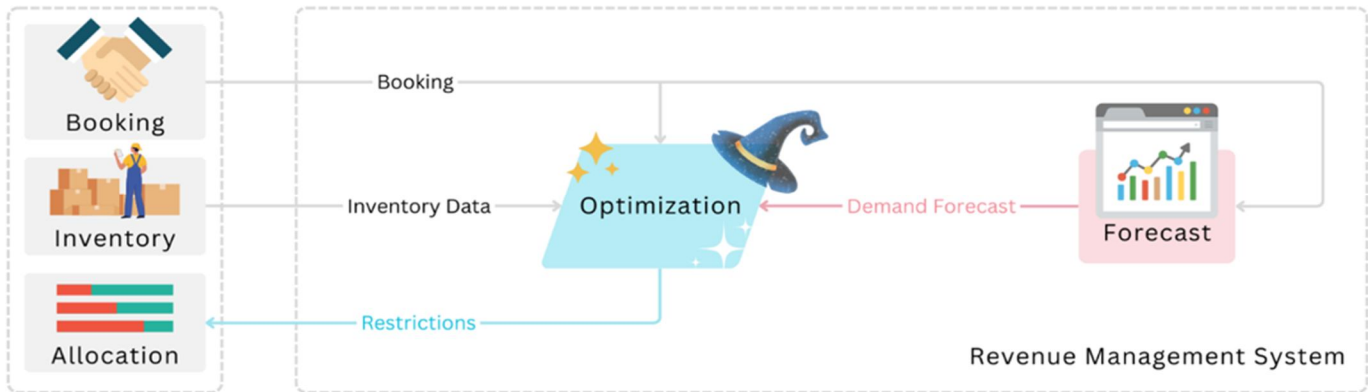 Booking
Booking
Inventory
Inventory Data
Optimization
Demand Forecast
Forecast
Allocation
Restrictions
Revenue Management System